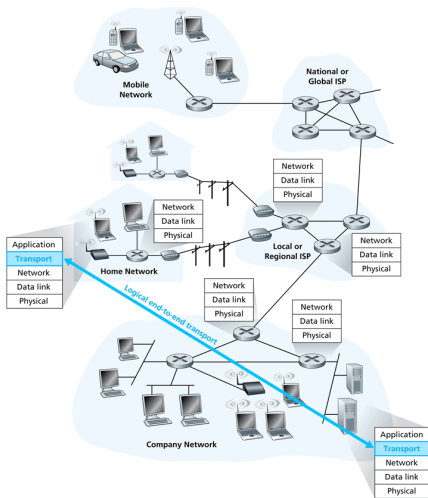 Mobile
Network
National or
Global ISP
Network
Data link
Physical
Network
Data link
Physical
Local or
Regional ISP
Network
Data link
Physical
Home Network
Application
Transport
Network
Data link
Physical
Logical end-to-end transport
Network
Data link
Physical
Network
Data link
Physical
Company Network
Application
Transport
Network
Data link
Physical